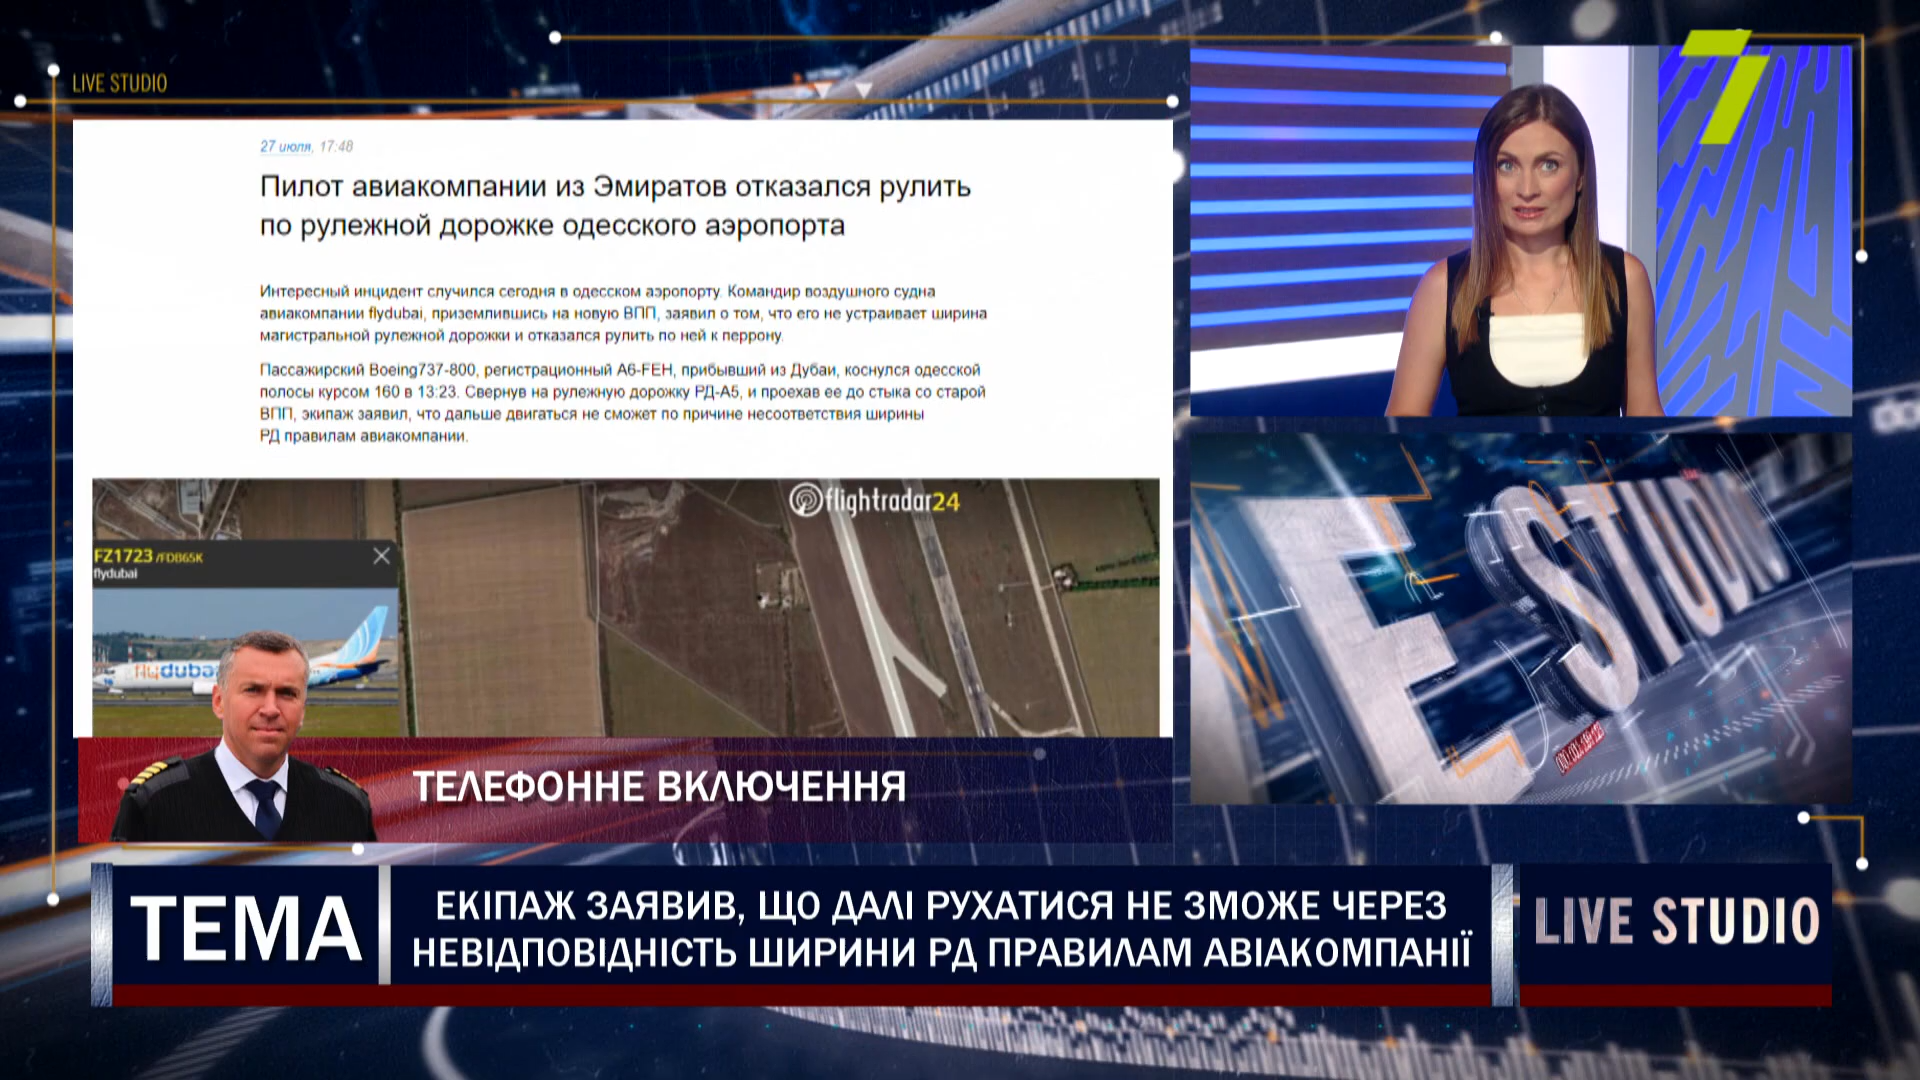 LIVE STUDIO
7
27 июля, 17:48
Пилот авиакомпании из Эмиратов отказался рулить
по рулежной дорожке одесского аэропорта
Интересный инцидент случился сегодня в одесском аэропорту. Командир воздушного судна
авиакомпании flydubai, приземлившись на новую ВПП, заявил о том, что его не устраивает ширина
магистральной рулежной дорожки и отказался рулить по ней к перрону.
Пассажирский Boeing737-800, регистрационный A6-FEH, прибывший из Дубаи, коснулся одесской
полосы курсом 160 в 13:23. Свернув на рулежную дорожку РД-А5, и проехав ее до стыка со старой
ВПП, экипаж заявил, что дальше двигаться не сможет по причине несоответствия ширины
РД правилам авиакомпании.
flightradar24
FZ1723 /FDB65K
flydubai
flydubai
E-STUDIO
ТЕЛЕФОННЕ ВКЛЮЧЕННЯ
ТЕМА
ЕКІПАЖ ЗАЯВИВ, ЩО ДАЛІ РУХАТИСЯ НЕ ЗМОЖЕ ЧЕРЕЗ
НЕВІДПОВІДНІСТЬ ШИРИНИ РД ПРАВИЛАМ АВІАКОМПАНІЇ
LIVE STUDIO